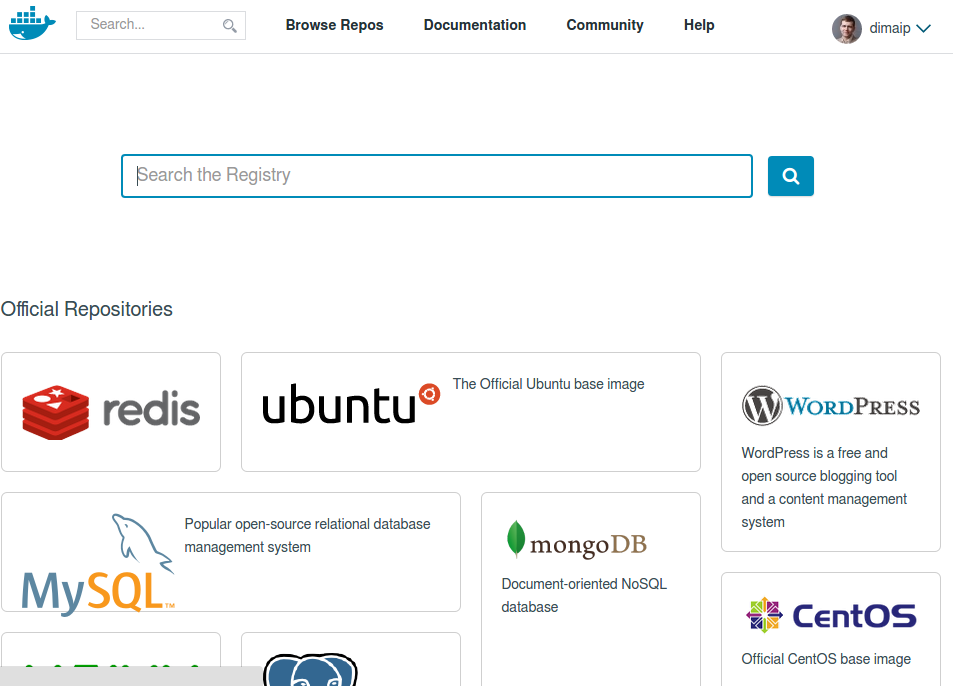 Search...
Browse Repos
Documentation
Community
Help
dimaip
Search the Registry
Official Repositories
redis
ubuntu
The Official Ubuntu base image
WORDPRESS
WordPress is a free and
open source blogging tool
and a content management
system
MySQL™
Popular open-source relational database
management system
mongoDB
Document-oriented NoSQL
database
CentOS
Official CentOS base image